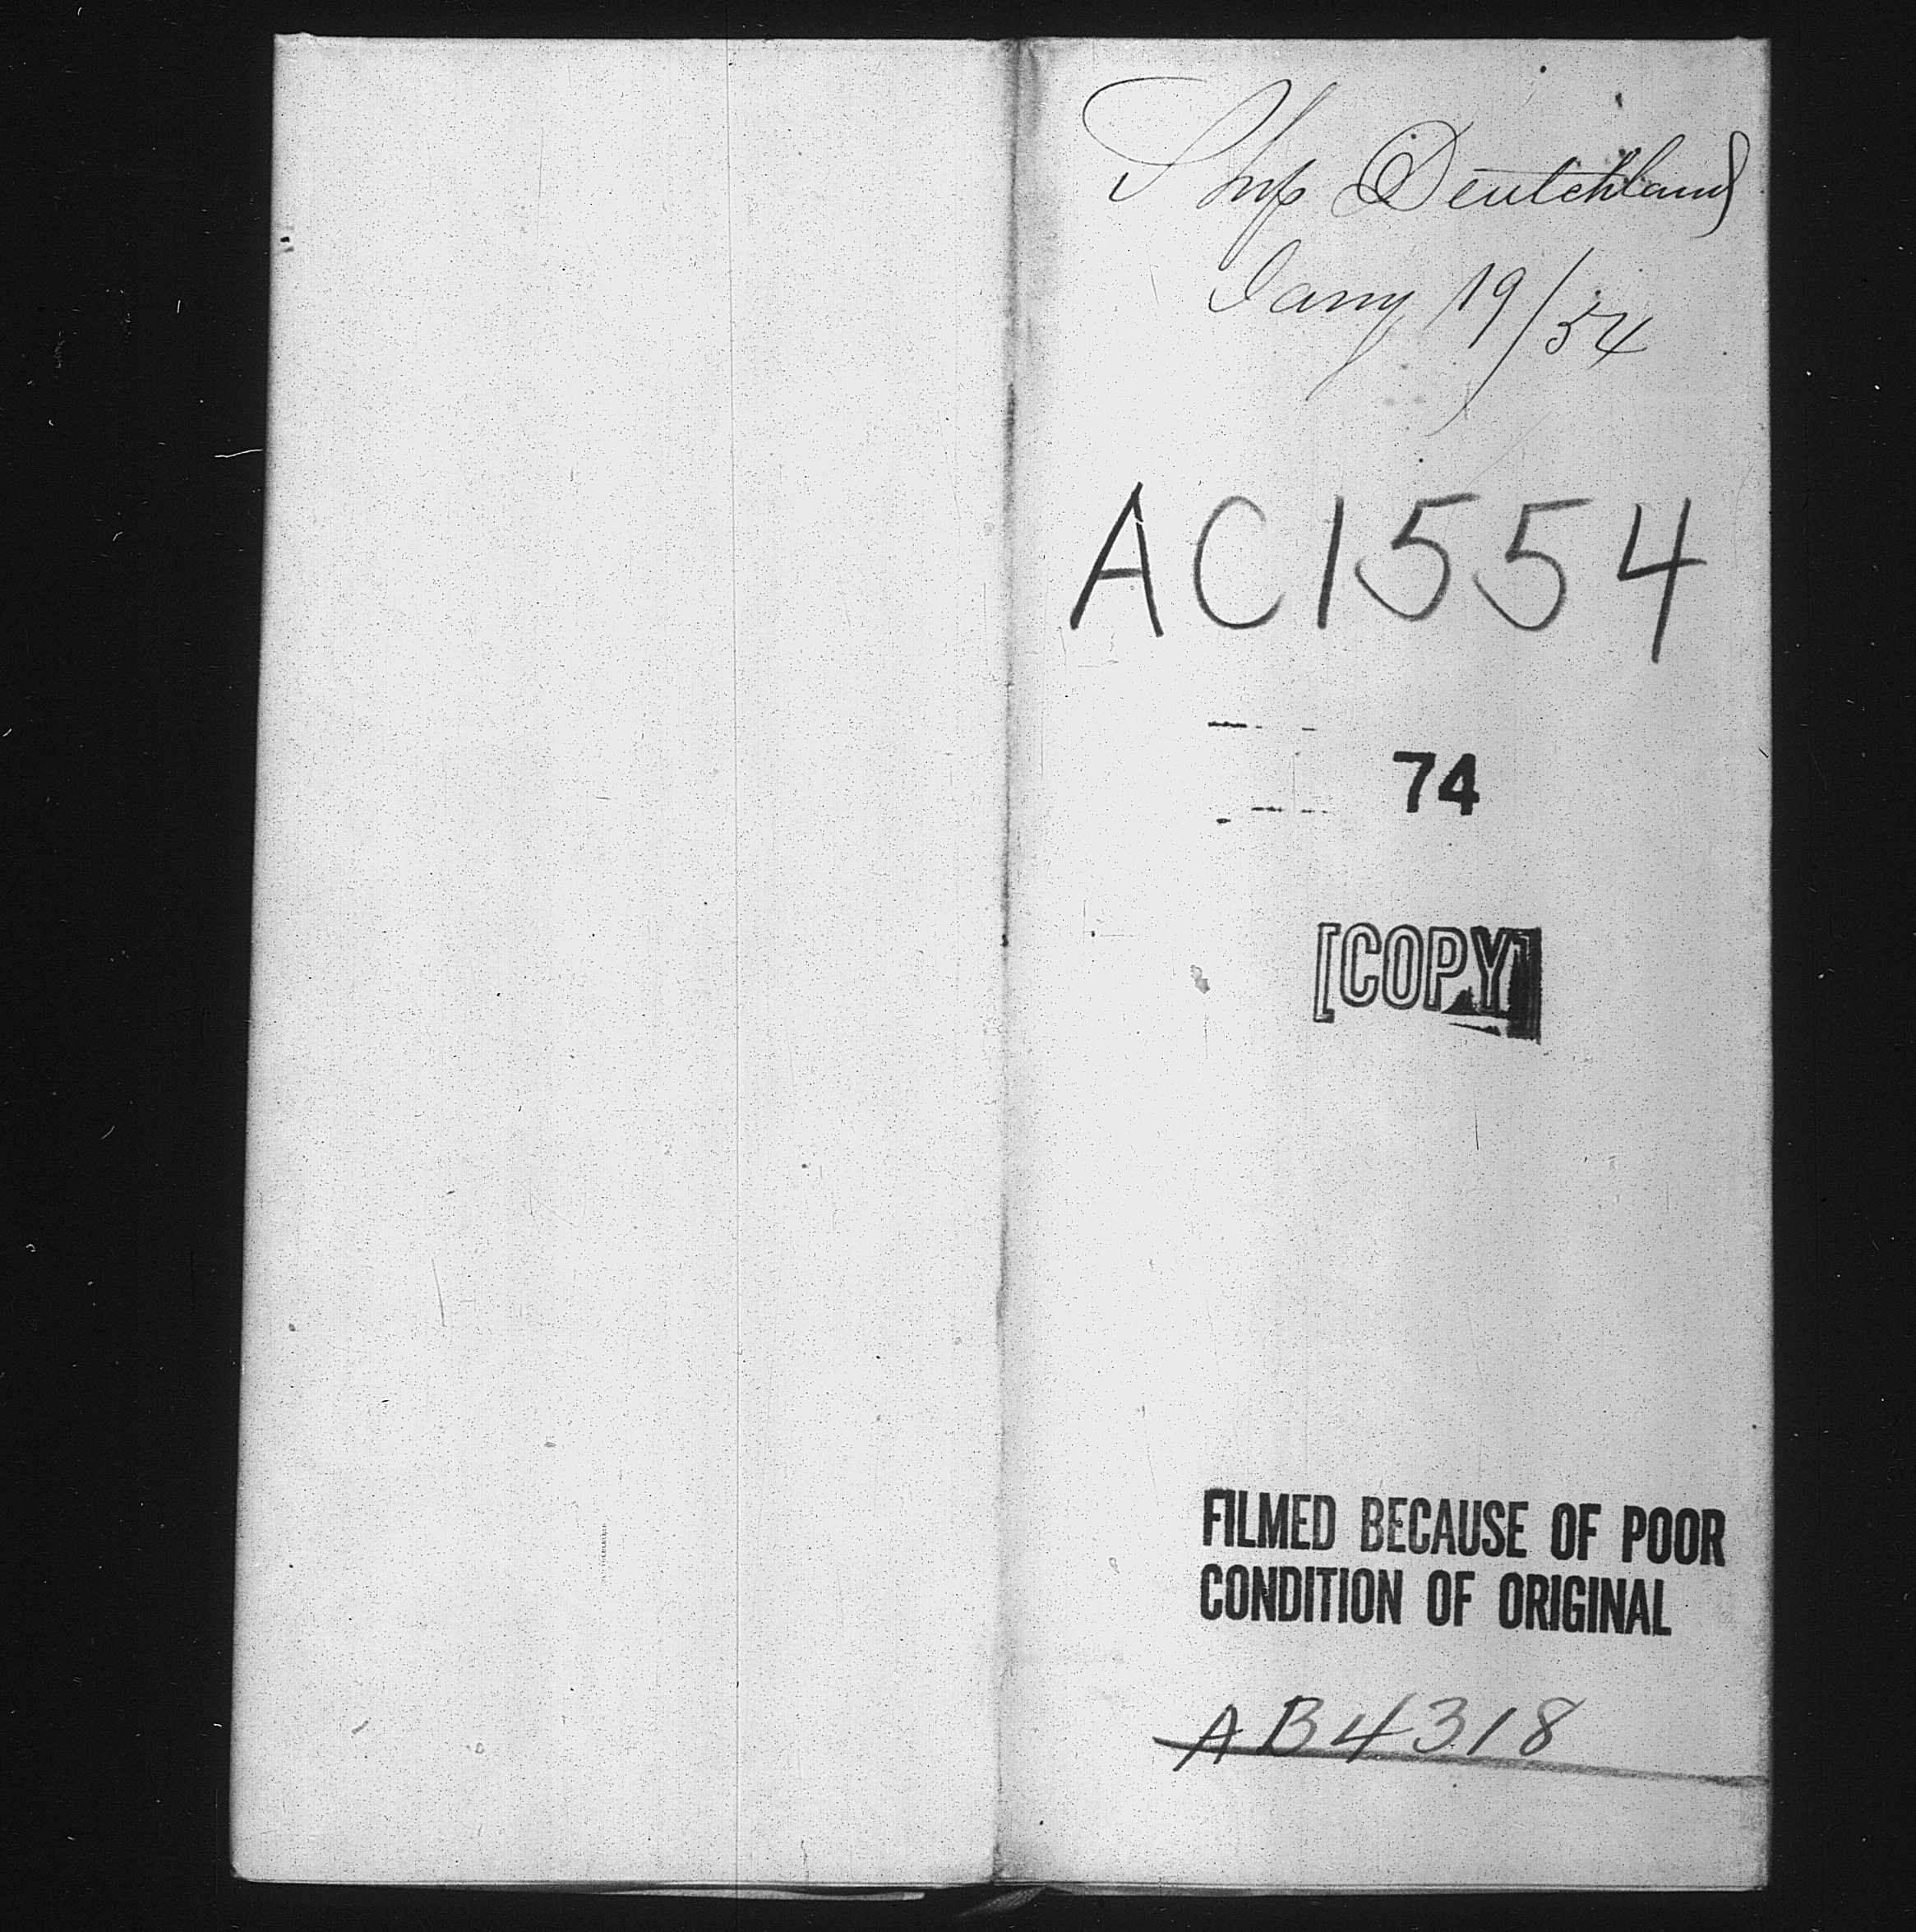 Ship Deutchland
Jany 19/54
AC1554
74
[COPY]
FILMED BECAUSE OF POOR
CONDITION OF ORIGINAL
AB4318